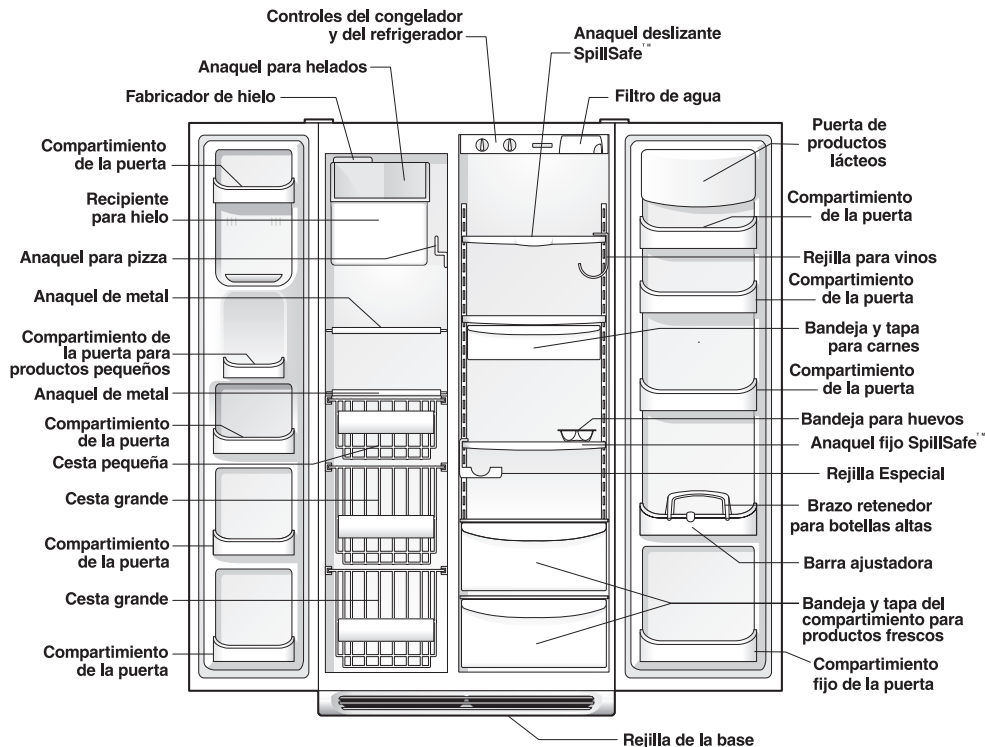 Controles del congelador
y del refrigerador
Anaquel para helados
Fabricador de hielo
Anaquel deslizante
SpillSafe™
Filtro de agua
Compartimiento
de la puerta
Recipiente
para hielo
Anaquel para pizza
Anaquel de metal
Compartimiento de
la puerta para
productos pequeños
Anaquel de metal
Compartimiento
de la puerta
Cesta pequeña
Cesta grande
Compartimiento
de la puerta
Cesta grande
Compartimiento
de la puerta
Puerta de
productos
lácteos
Compartimiento
de la puerta
Rejilla para vinos
Compartimiento
de la puerta
Bandeja y tapa
para carnes
Compartimiento
de la puerta
Bandeja para huevos
Anaquel fijo SpillSafe™
Rejilla Especial
Brazo retenedor
para botellas altas
Barra ajustadora
Bandeja y tapa del
compartimiento para
productos frescos
Compartimiento
fijo de la puerta
Rejilla de la base